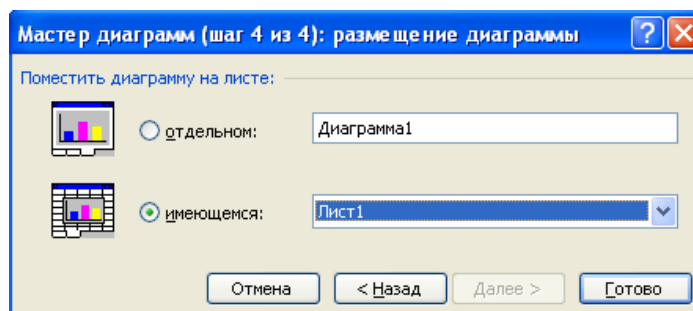 Мастер диаграмм (шаг 4 из 4): размещение диаграммы
Поместить диаграмму на листе:
отдельном: Диаграмма1
имеющемся: Лист1
Отмена < Назад Далее > Готово